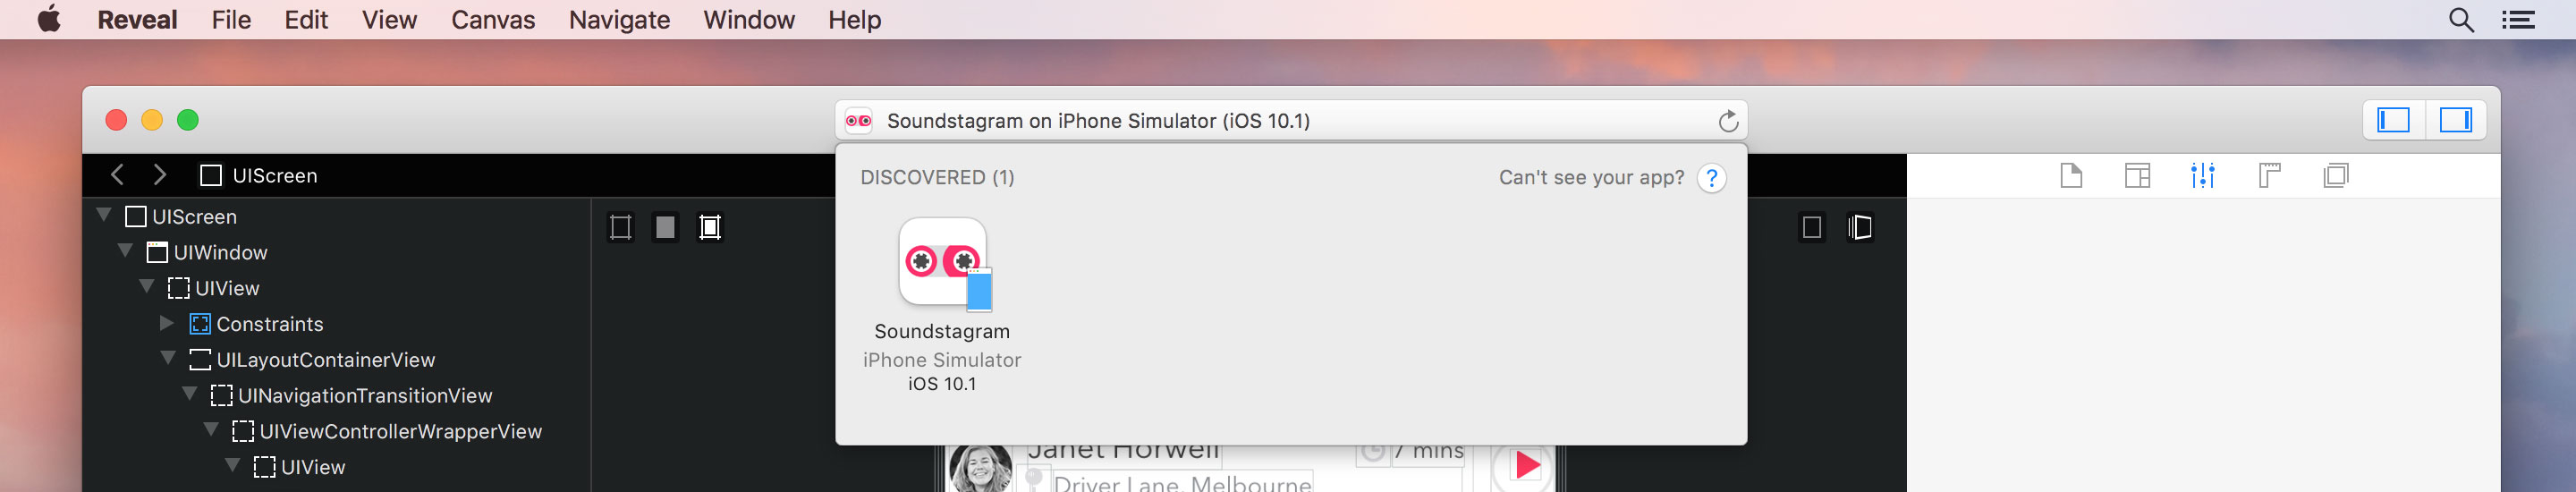 Reveal File Edit View Canvas Navigate Window Help
Soundstagram on iPhone Simulator (iOS 10.1)
UIScreen
DISCOVERED (1)
Can't see your app? ?
UIScreen
UIWindow
UIView
Constraints
UILayoutContainerView
UINavigationTransitionView
UIViewControllerWrapperView
UIView
Soundstagram
iPhone Simulator
iOS 10.1
Janet Horwell
7 mins
Driver Lane, Melbourne